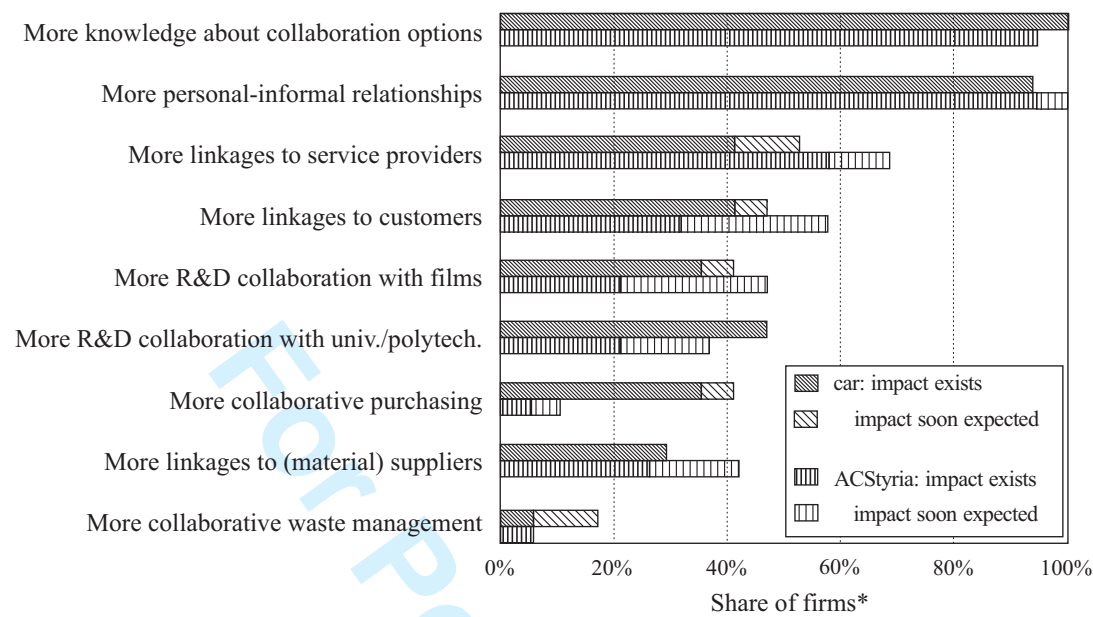 More knowledge about collaboration options
More personal-informal relationships
More linkages to service providers
More linkages to customers
More R&D collaboration with films
More R&D collaboration with univ./polytech.
More collaborative purchasing
More linkages to (material) suppliers
More collaborative waste management
car: impact exists
impact soon expected
ACStyria: impact exists
impact soon expected
0% 20% 40% 60% 80% 100%
Share of firms*
For Pe